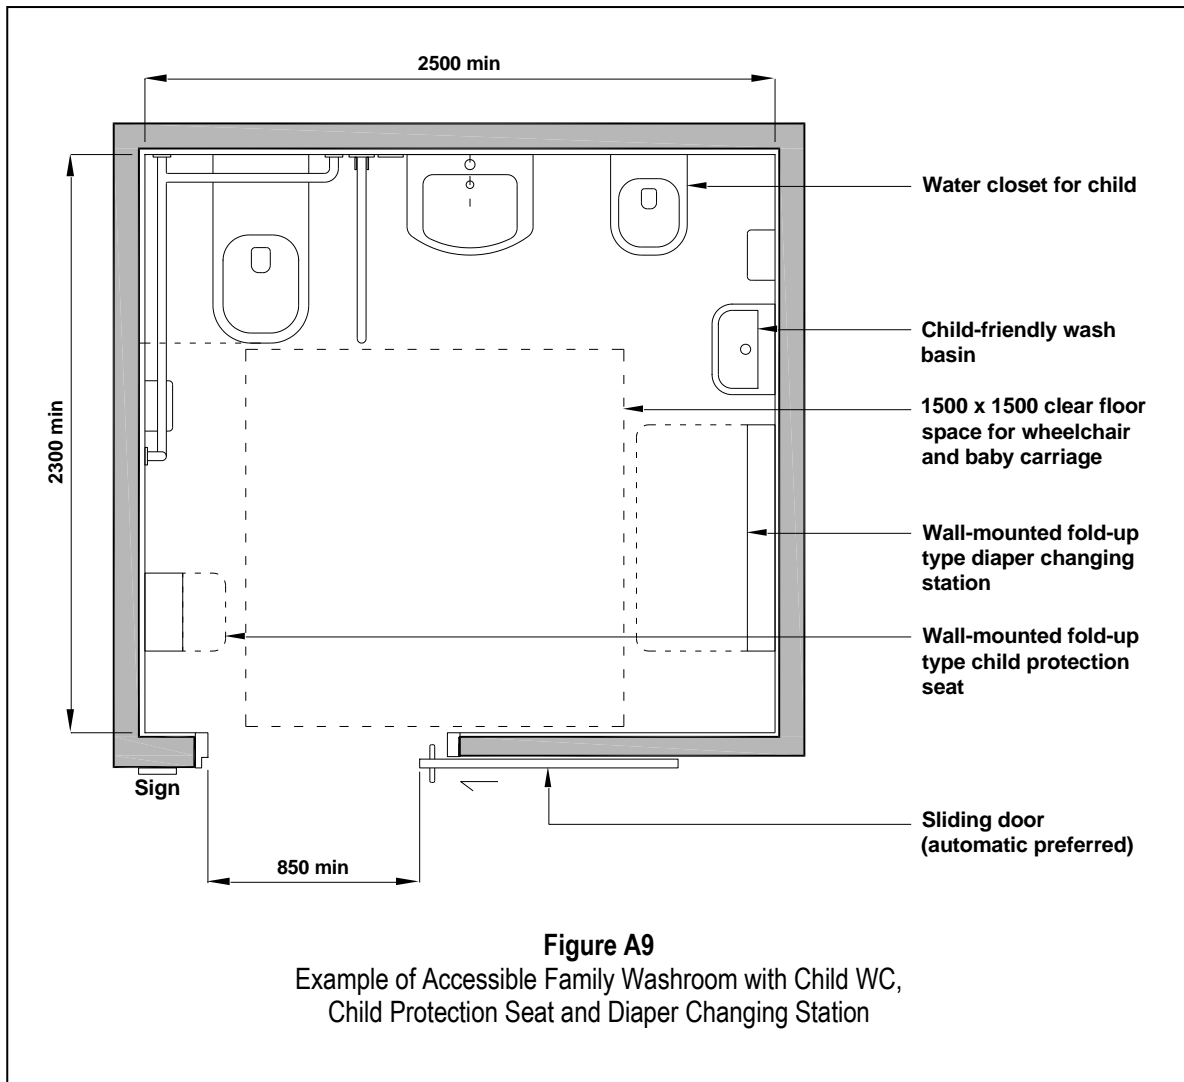 2500 min
Water closet for child
Child-friendly wash
basin
1500 x 1500 clear floor
space for wheelchair
and baby carriage
2300 min
Wall-mounted fold-up
type diaper changing
station
Wall-mounted fold-up
type child protection
seat
Sign
Sliding door
(automatic preferred)
850 min
Figure A9
Example of Accessible Family Washroom with Child WC,
Child Protection Seat and Diaper Changing Station